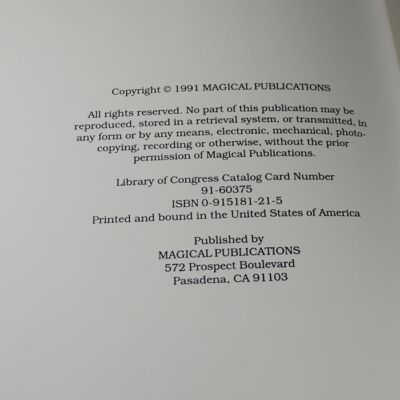 Copyright © 1991 MAGICAL PUBLICATIONS
All rights reserved. No part of this publication may be
reproduced, stored in a retrieval system, or transmitted, in
any form or by any means, electronic, mechanical, photo-
copying, recording or otherwise, without the prior
permission of Magical Publications.
Library of Congress Catalog Card Number
91-60375
ISBN 0-915181-21-5
Printed and bound in the United States of America
Published by
MAGICAL PUBLICATIONS
572 Prospect Boulevard
Pasadena, CA 91103